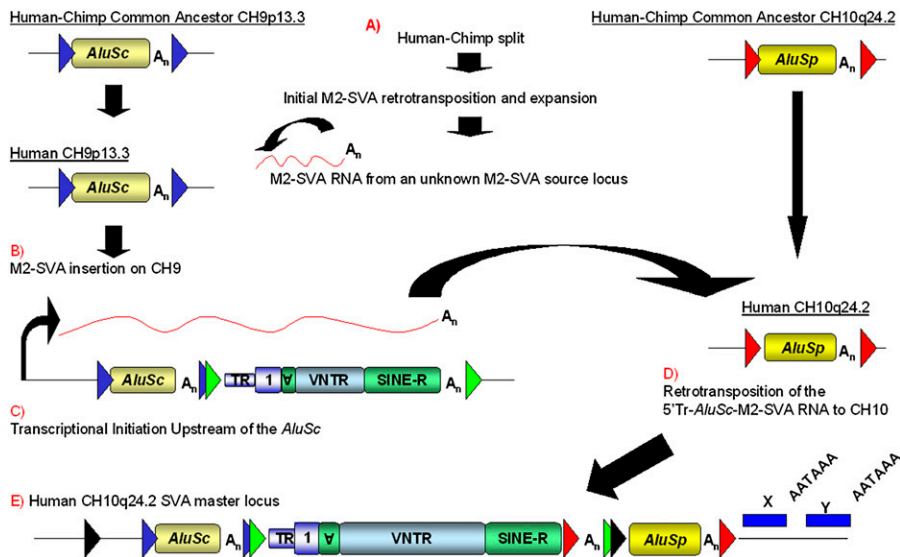 Human-Chimp Common Ancestor CH9p13.3
AluSc An
Human CH9p13.3
AluSc An
A)
Human-Chimp split
Initial M2-SVA retrotransposition and expansion
An
M2-SVA RNA from an unknown M2-SVA source locus
Human-Chimp Common Ancestor CH10q24.2
AluSp An
B)
M2-SVA insertion on CH9
An
AluSc An TR 1 A VNTR SINE-R An
C)
Transcriptional Initiation Upstream of the AluSc
Human CH10q24.2
AluSp An
D)
Retrotransposition of the
5'Tr-AluSc-M2-SVA RNA to CH10
E) Human CH10q24.2 SVA master locus
AluSc An TR 1 A VNTR SINE-R An AluSp An
X AATAAA
Y AATAAA